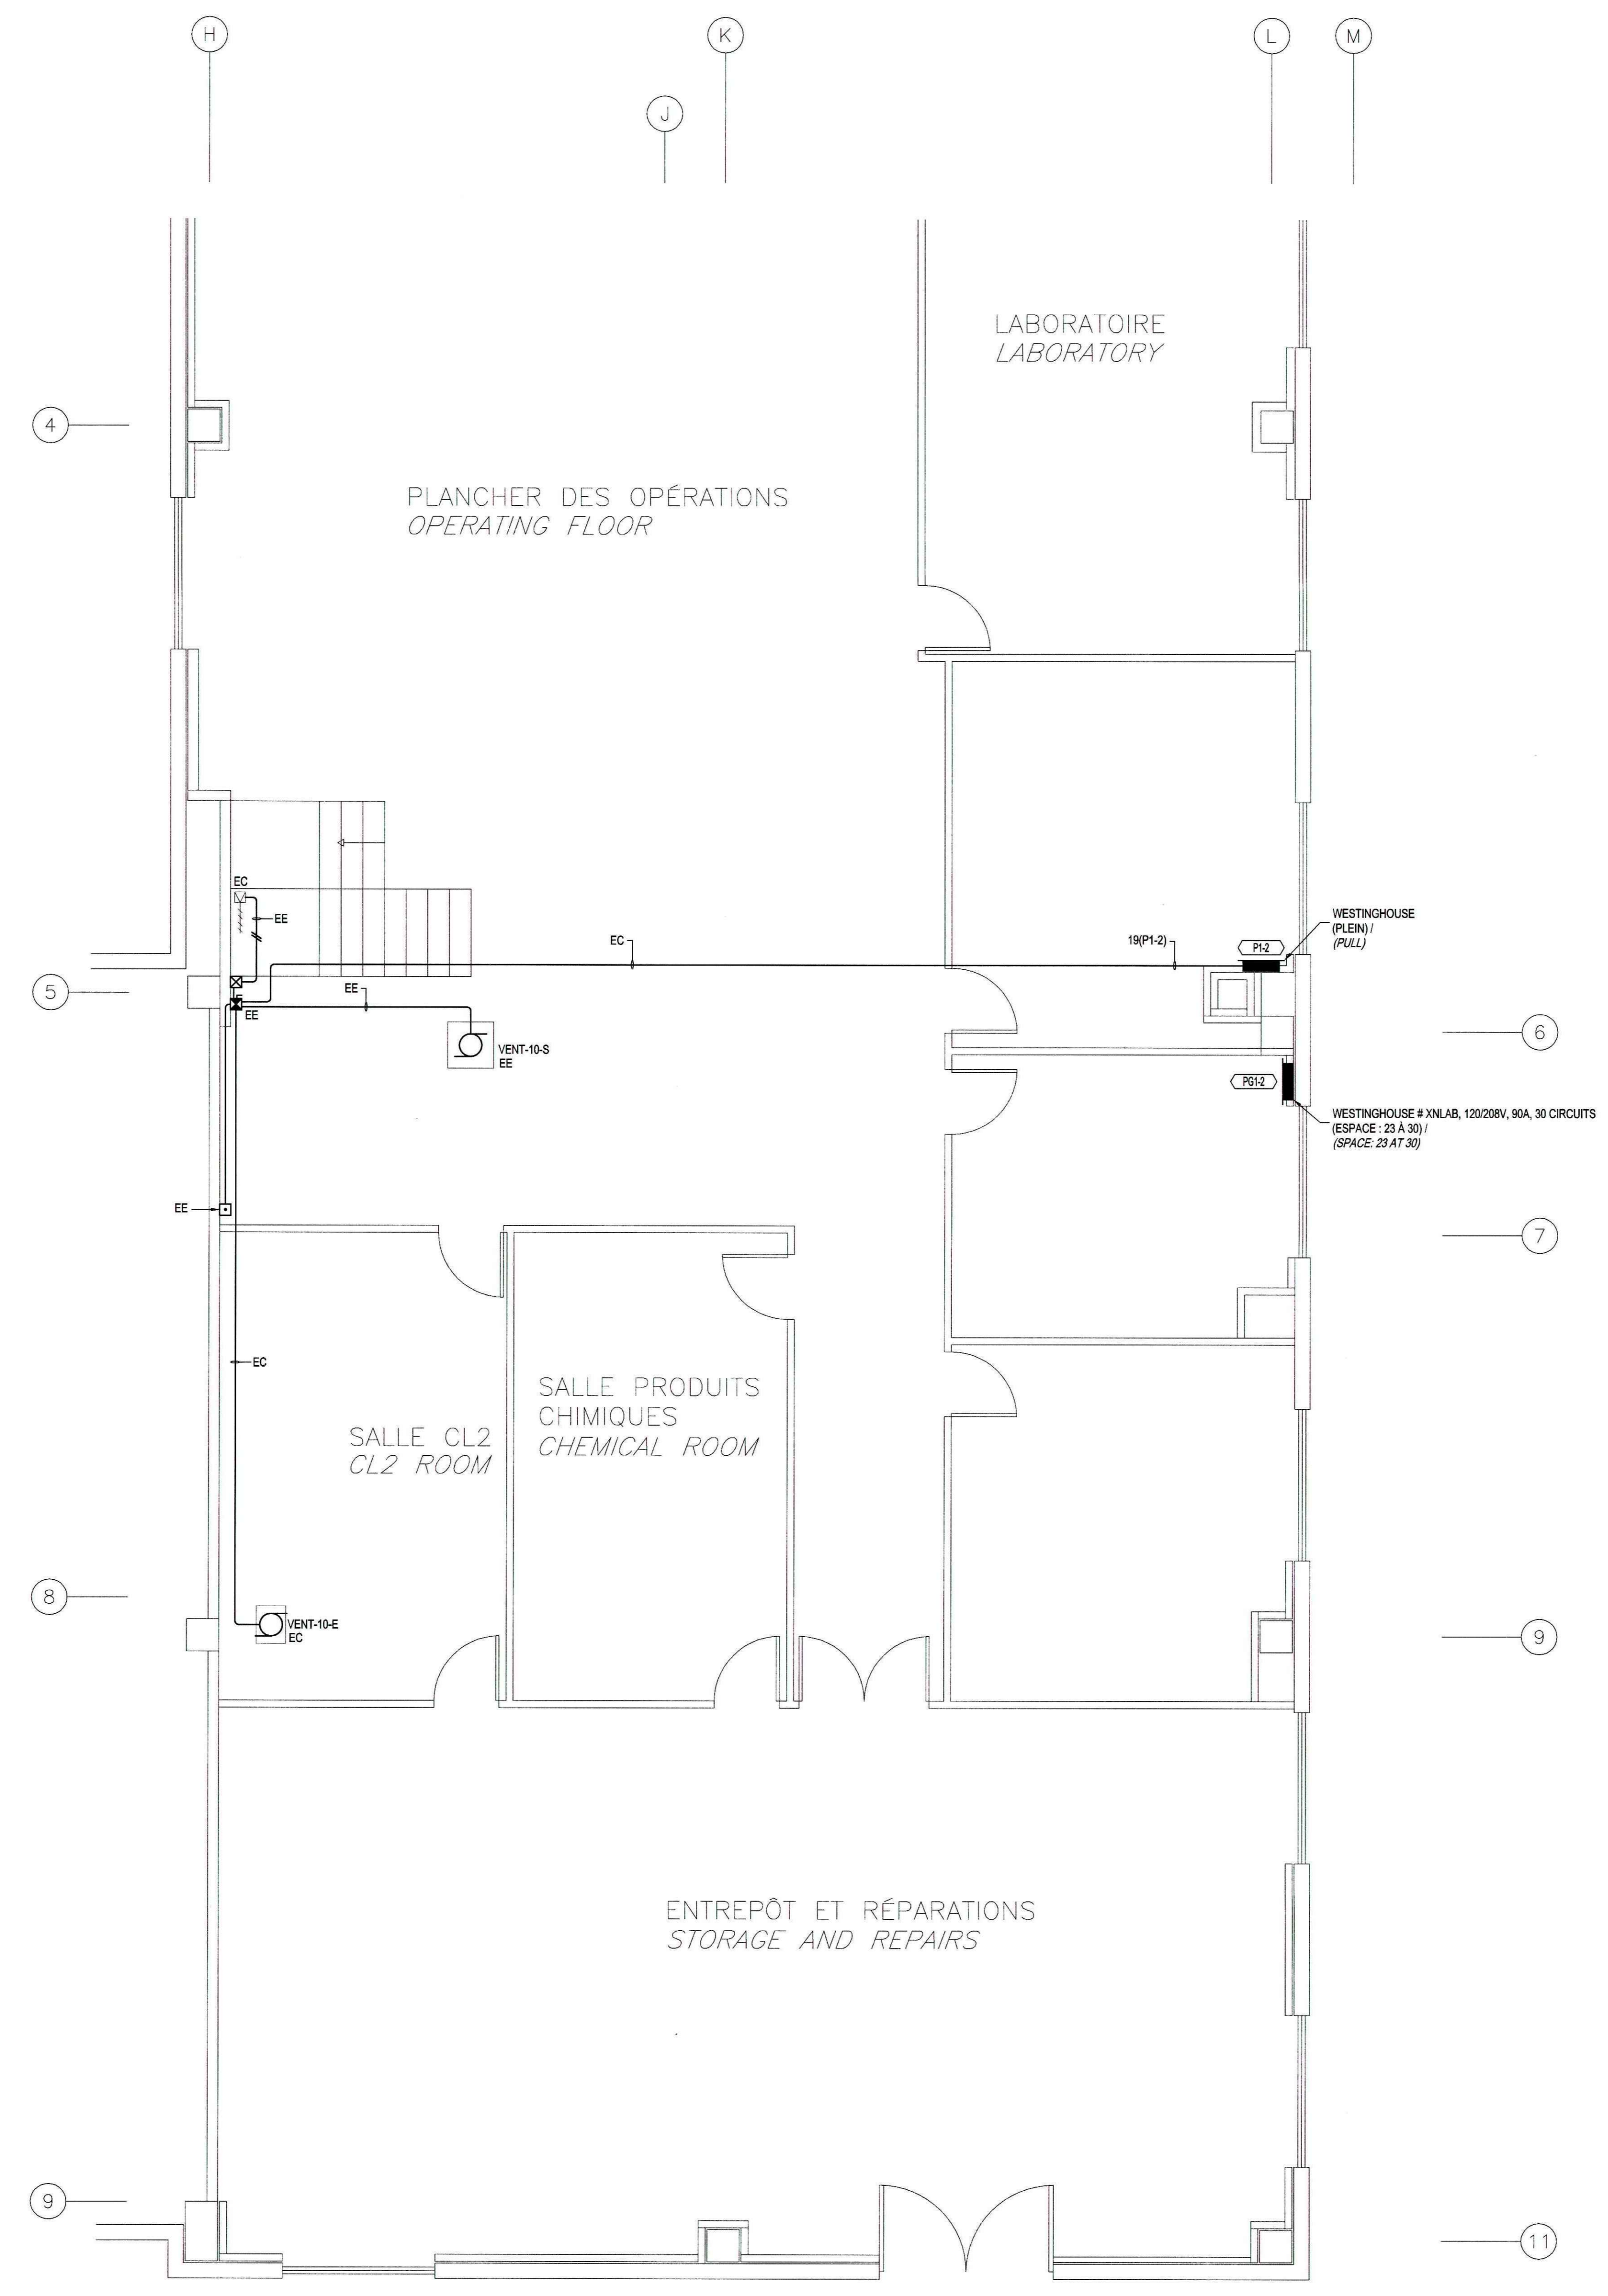 H
K
L
M
J
LABORATOIRE
LABORATORY
4
PLANCHER DES OPÉRATIONS
OPERATING FLOOR
EC
EE
EC
19(P1-2)
P1-2
WESTINGHOUSE
(PLEIN) /
(PULL)
5
EE
EE
VENT-10-S
EE
6
PG1-2
WESTINGHOUSE # XNLAB, 120/208V, 90A, 30 CIRCUITS
(ESPACE : 23 À 30) /
(SPACE: 23 AT 30)
EE
7
EC
SALLE PRODUITS
CHIMIQUES
CHEMICAL ROOM
SALLE CL2
CL2 ROOM
8
VENT-10-E
EC
9
ENTREPÔT ET RÉPARATIONS
STORAGE AND REPAIRS
9
11